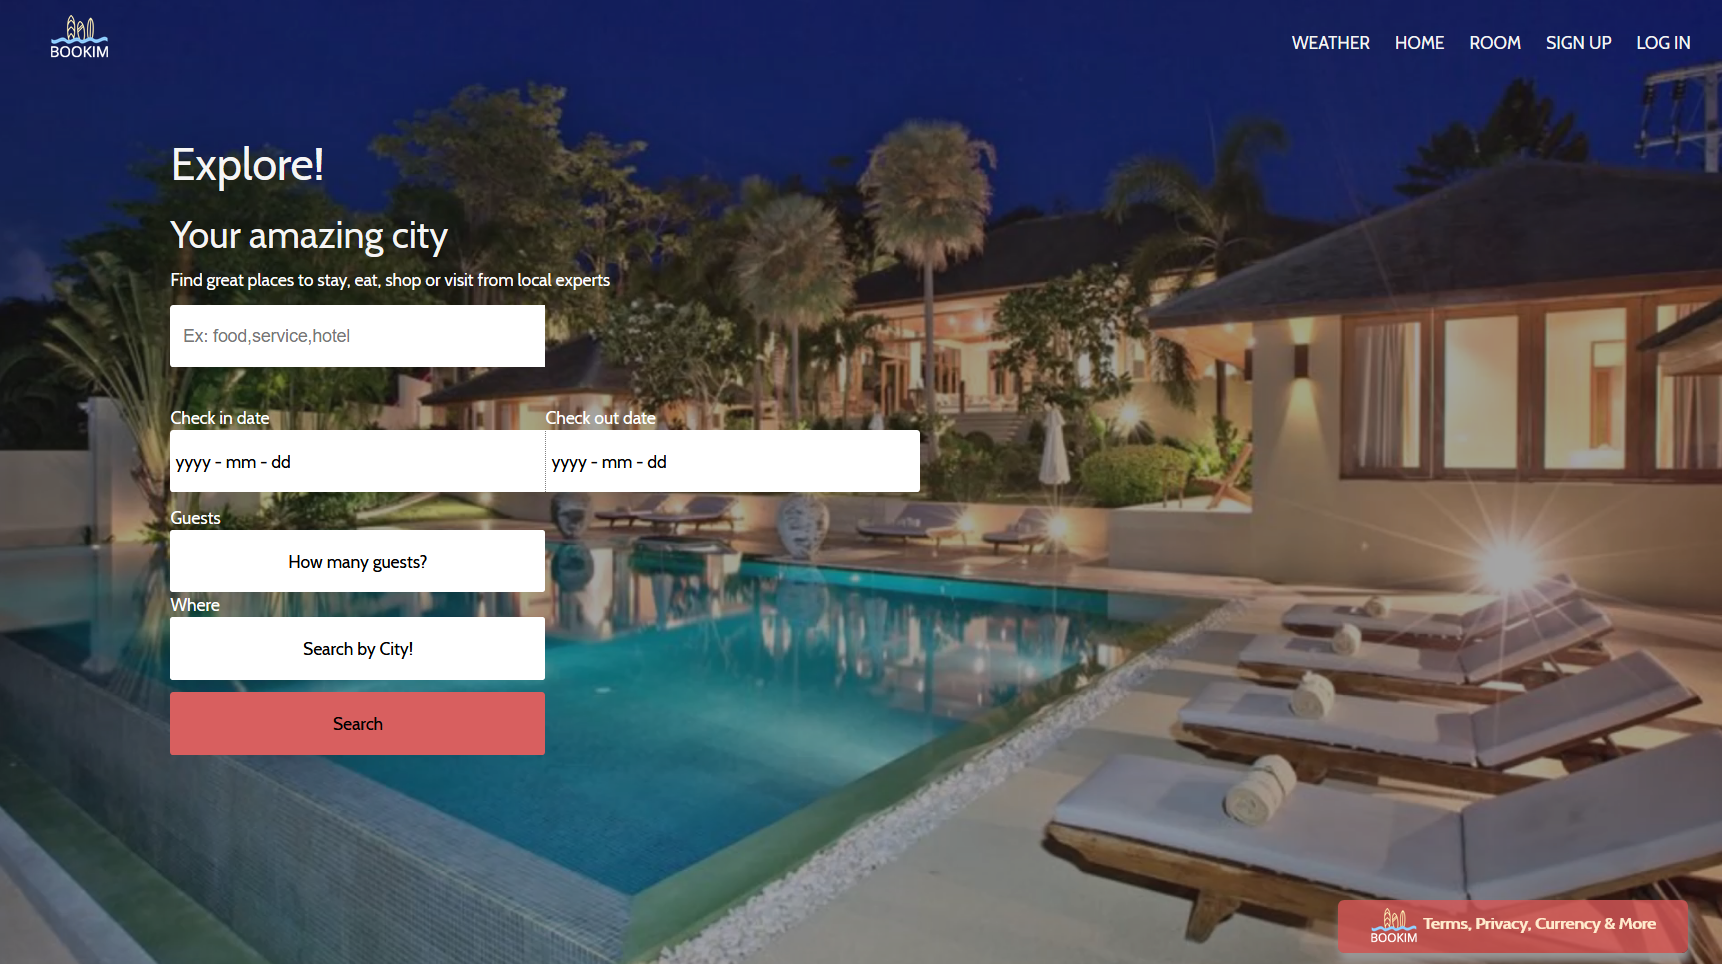 BOOKIM
WEATHER HOME ROOM SIGN UP LOG IN
Explore!
Your amazing city
Find great places to stay, eat, shop or visit from local experts
Ex: food,service,hotel
Check in date Check out date
yyyy - mm - dd yyyy - mm - dd
Guests
How many guests?
Where
Search by City!
Search
BOOKIM Terms, Privacy, Currency & More